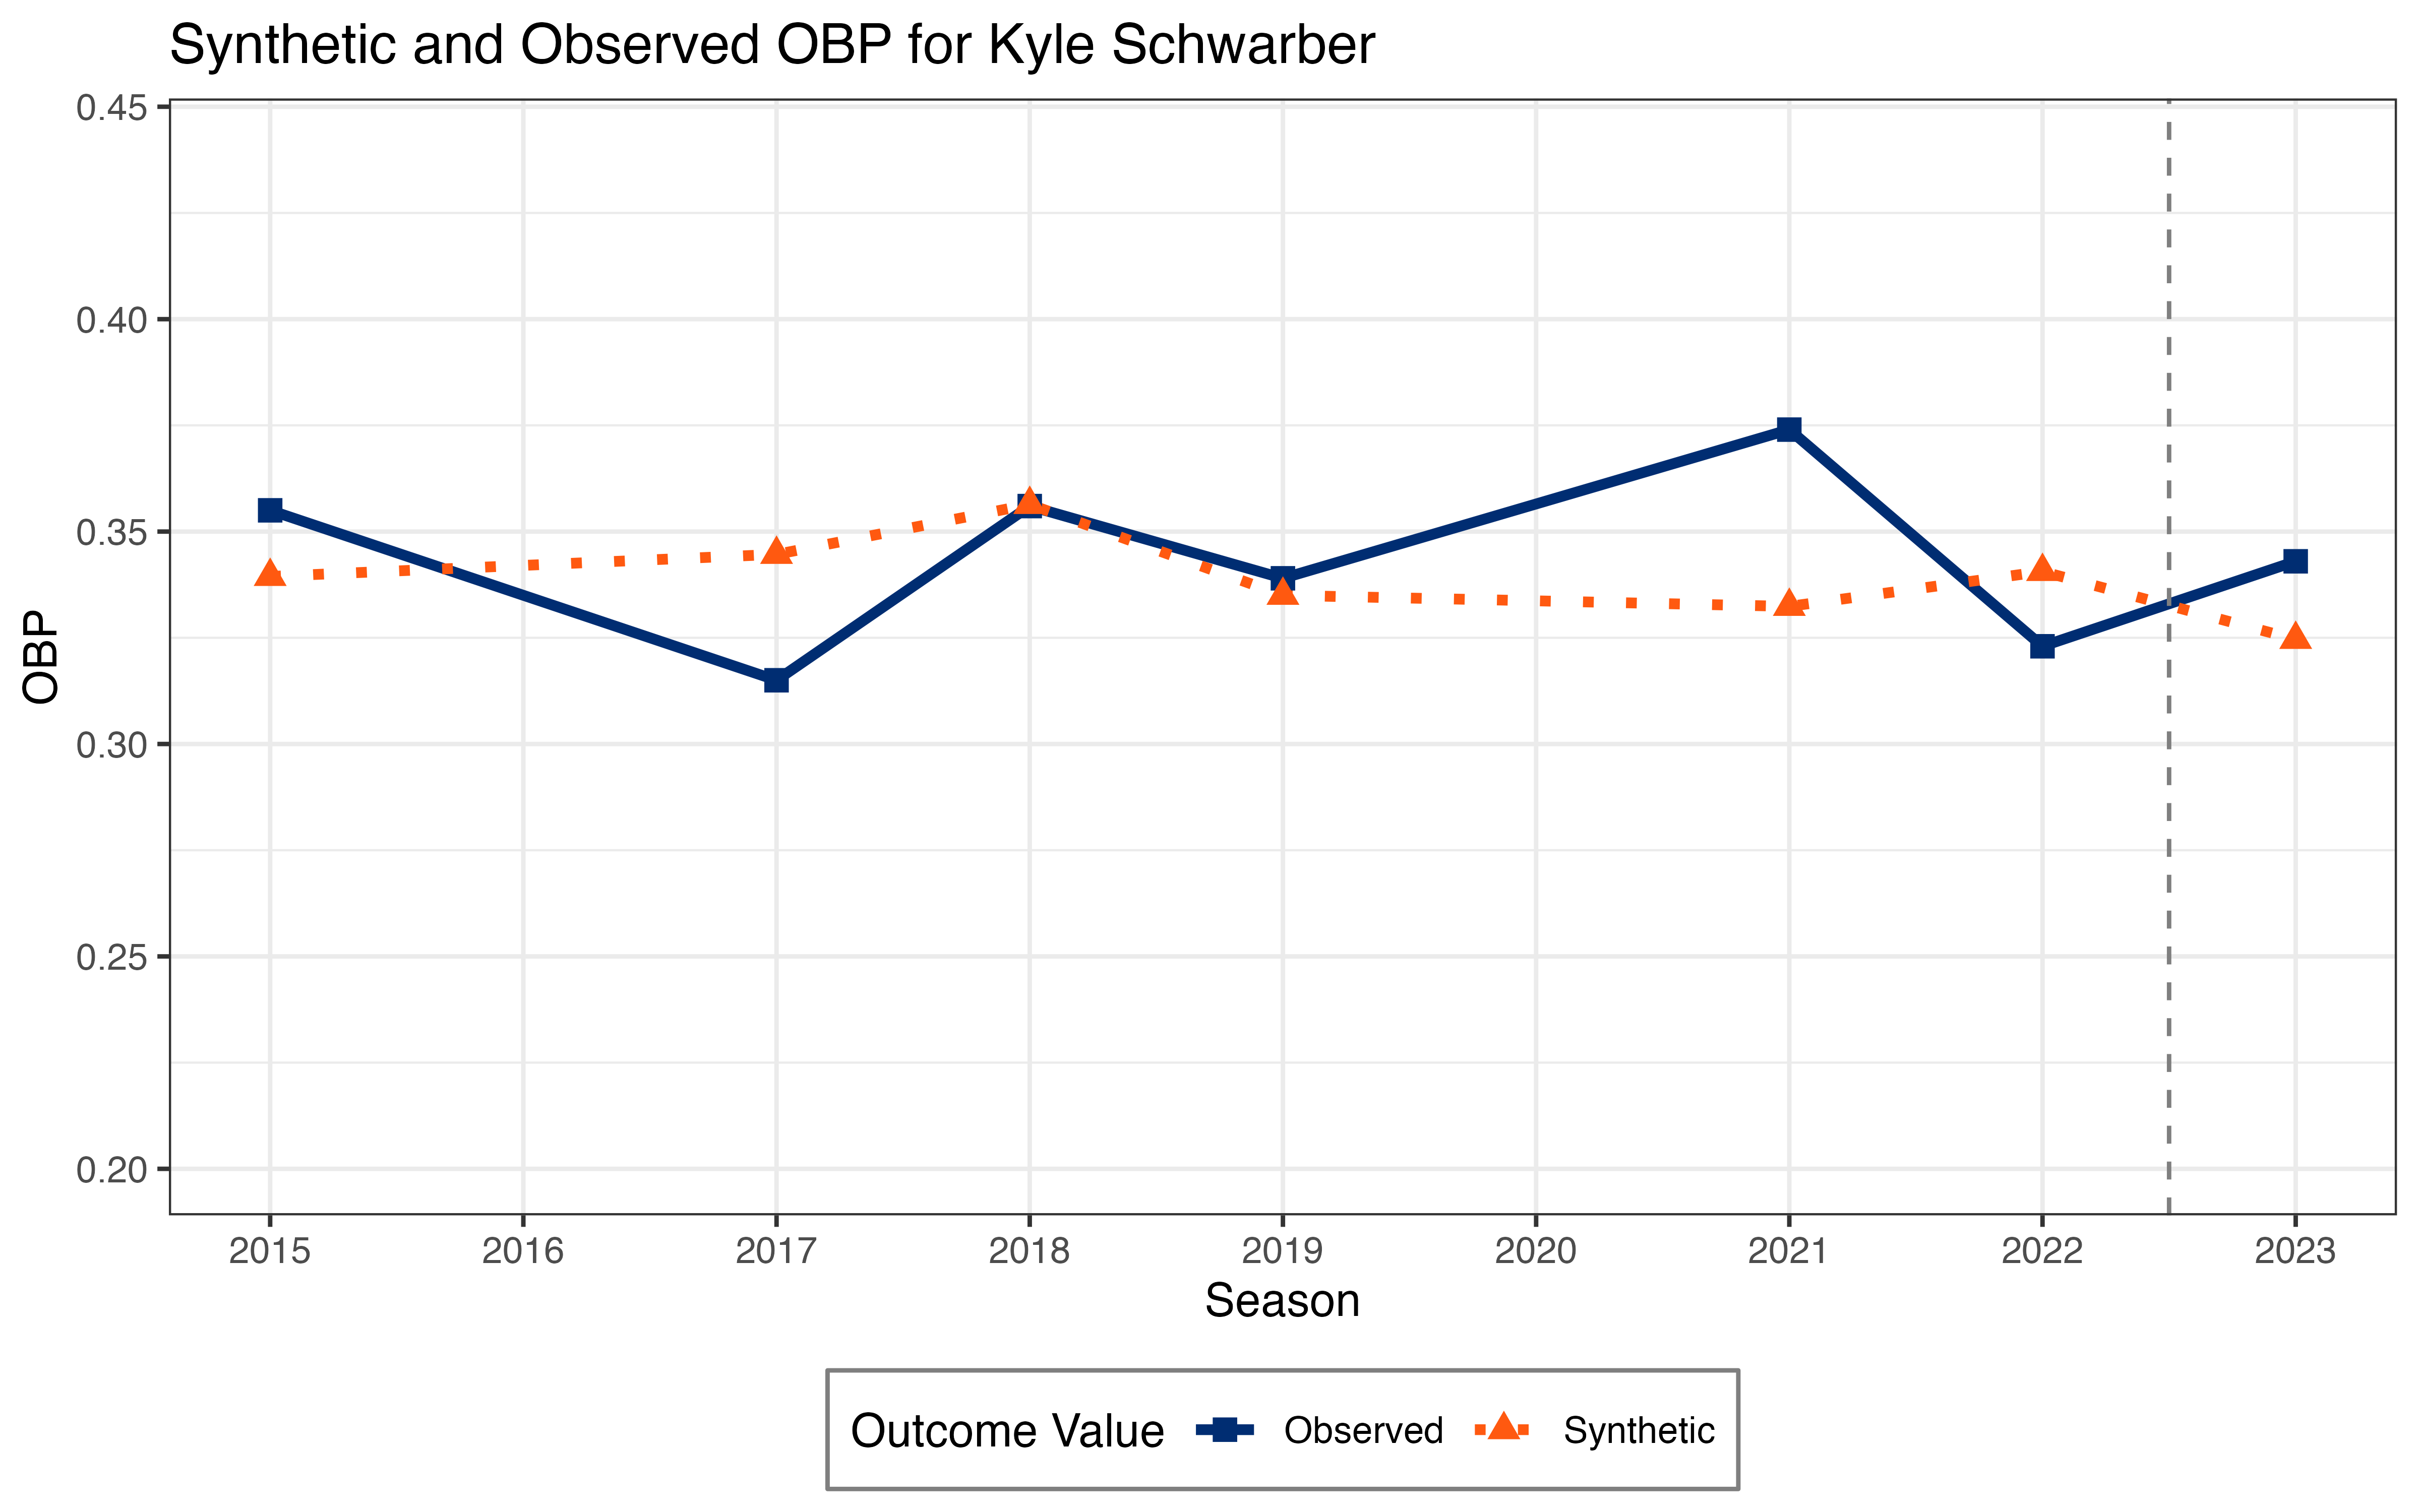 Synthetic and Observed OBP for Kyle Schwarber
0.45
0.40
0.35
0.30
0.25
0.20
OBP
2015 2016 2017 2018 2019 2020 2021 2022 2023
Season
Outcome Value Observed Synthetic